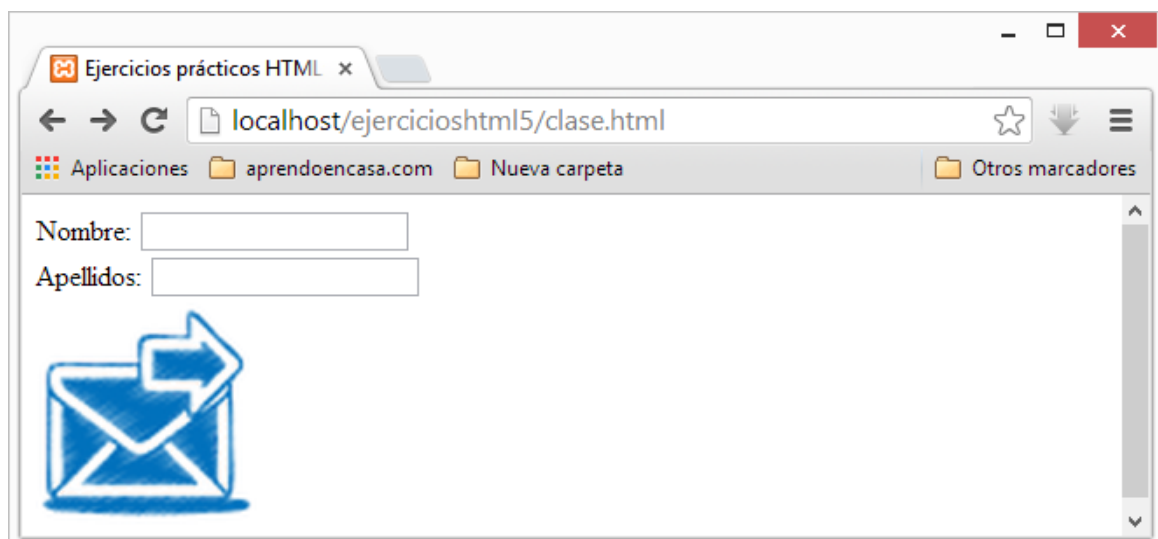 Ejercicios prácticos HTML
localhost/ejercicioshtml5/clase.html
Aplicaciones aprendoencasa.com Nueva carpeta Otros marcadores
Nombre:
Apellidos: